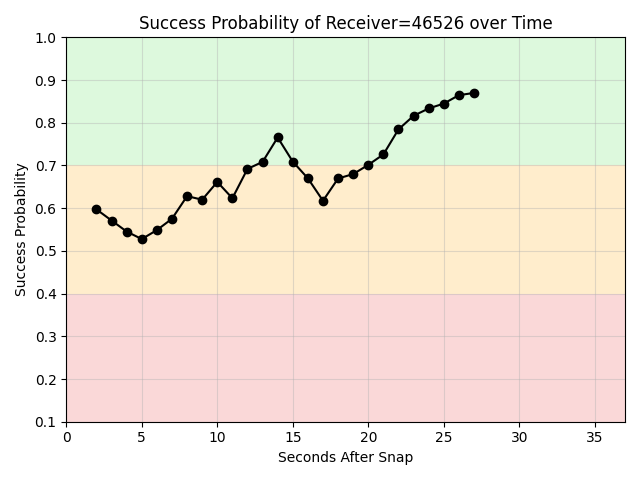 Success Probability of Receiver=46526 over Time
1.0
0.9
0.8
0.7
0.6
0.5
0.4
0.3
0.2
0.1
Success Probability
0 5 10 15 20 25 30 35
Seconds After Snap